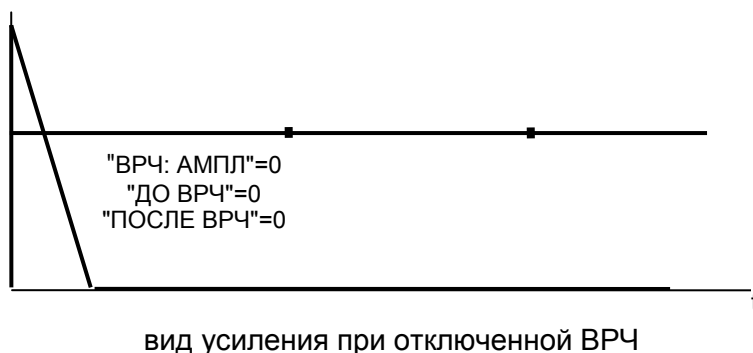 "ВРЧ: АМПЛ"=0
"ДО ВРЧ"=0
"ПОСЛЕ ВРЧ"=0
t
вид усиления при отключенной ВРЧ